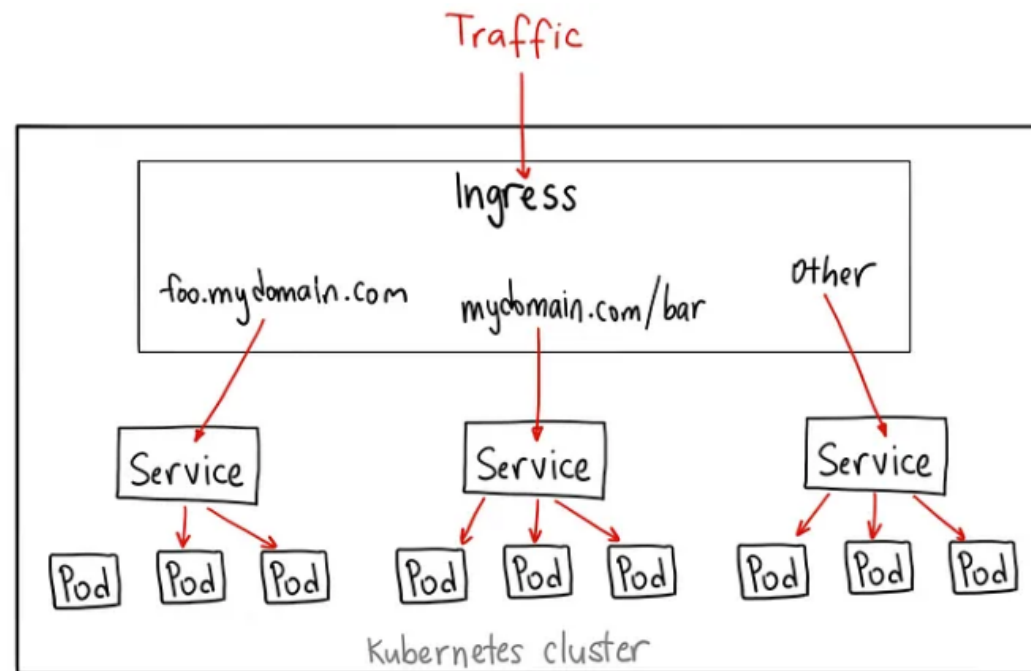 Traffic
Ingress
foo.mydomain.com
mydomain.com/bar
Other
Service
Service
Service
Pod
Pod
Pod
Pod
Pod
Pod
Pod
Pod
Pod
Kubernetes cluster